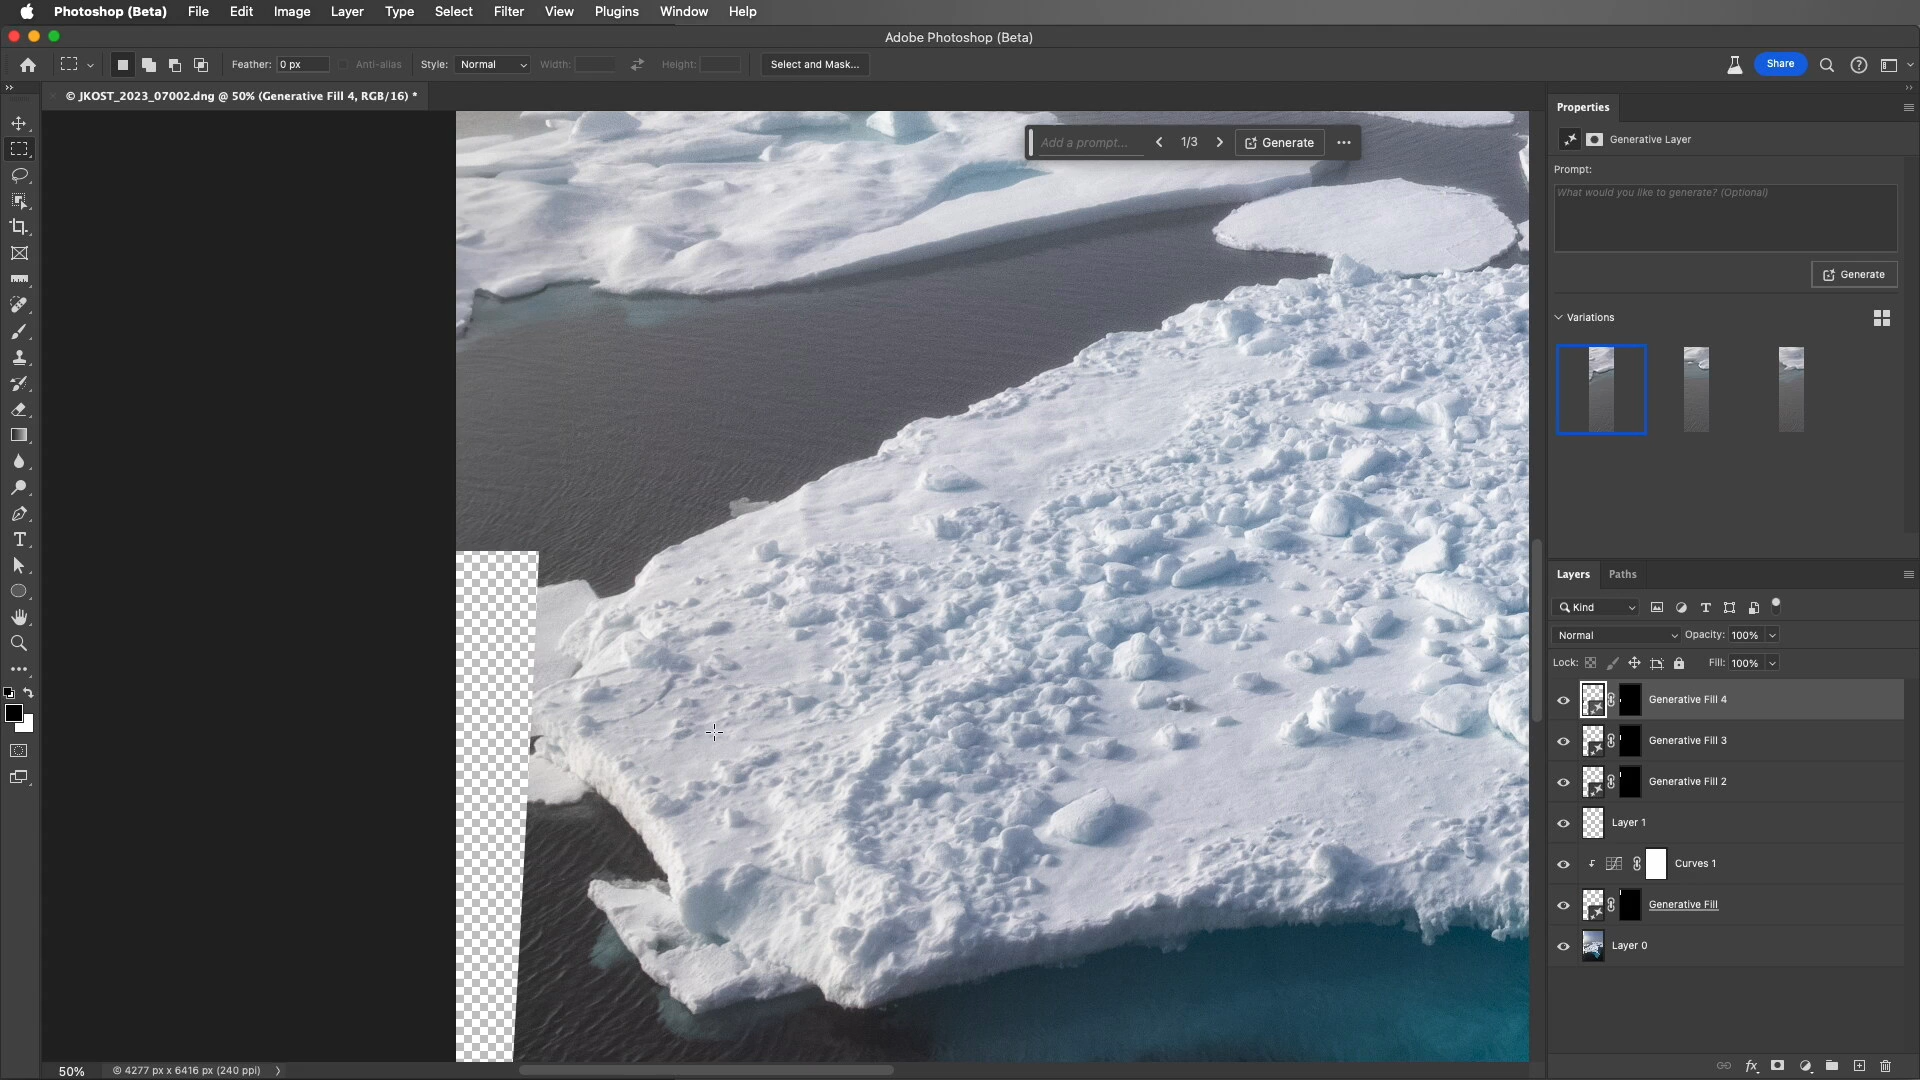 Photoshop (Beta) File Edit Image Layer Type Select Filter View Plugins Window Help
Adobe Photoshop (Beta)
Feather: 0 px Anti-alias Style: Normal Width: Height: Select and Mask... Share
© JKOST_2023_07002.dng @ 50% (Generative Fill 4, RGB/16) *
Add a prompt... 1/3 Generate
Properties
Generative Layer
Prompt:
What would you like to generate? (Optional)
Generate
Variations
Layers Paths
Kind
Normal Opacity: 100%
Lock: Fill: 100%
Generative Fill 4
Generative Fill 3
Generative Fill 2
Layer 1
Curves 1
Generative Fill
Layer 0
50% © 4277 px x 6416 px (240 ppi)